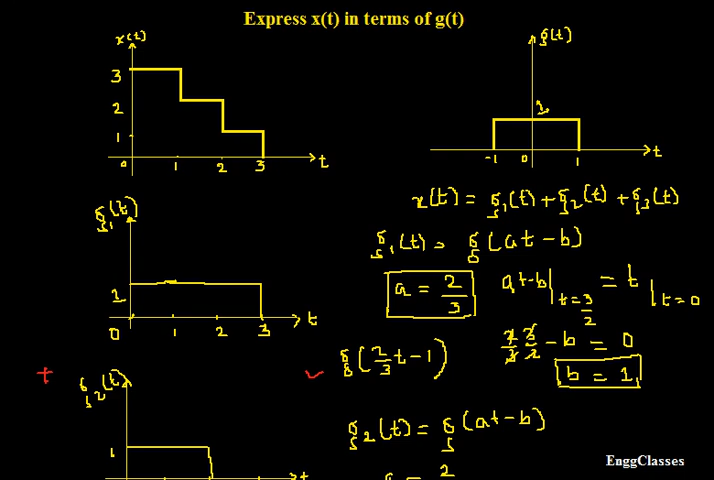 Express x(t) in terms of g(t)
x(t)
3
2
1
0 1 2 3 t
g(t)
1
-1 0 1 t
x(t) = g1(t) + g2(t) + g3(t)
g1(t)
1
0 1 2 3 t
g1(t) = g(at-b)
a = 2/3
at-b|t=3/2 = t|t=0
2/3 3/2 - b = 0
b = 1
g(2/3t-1)
+
g2(t)
1
t
g2(t) = g(at-b)
2
EnggClasses